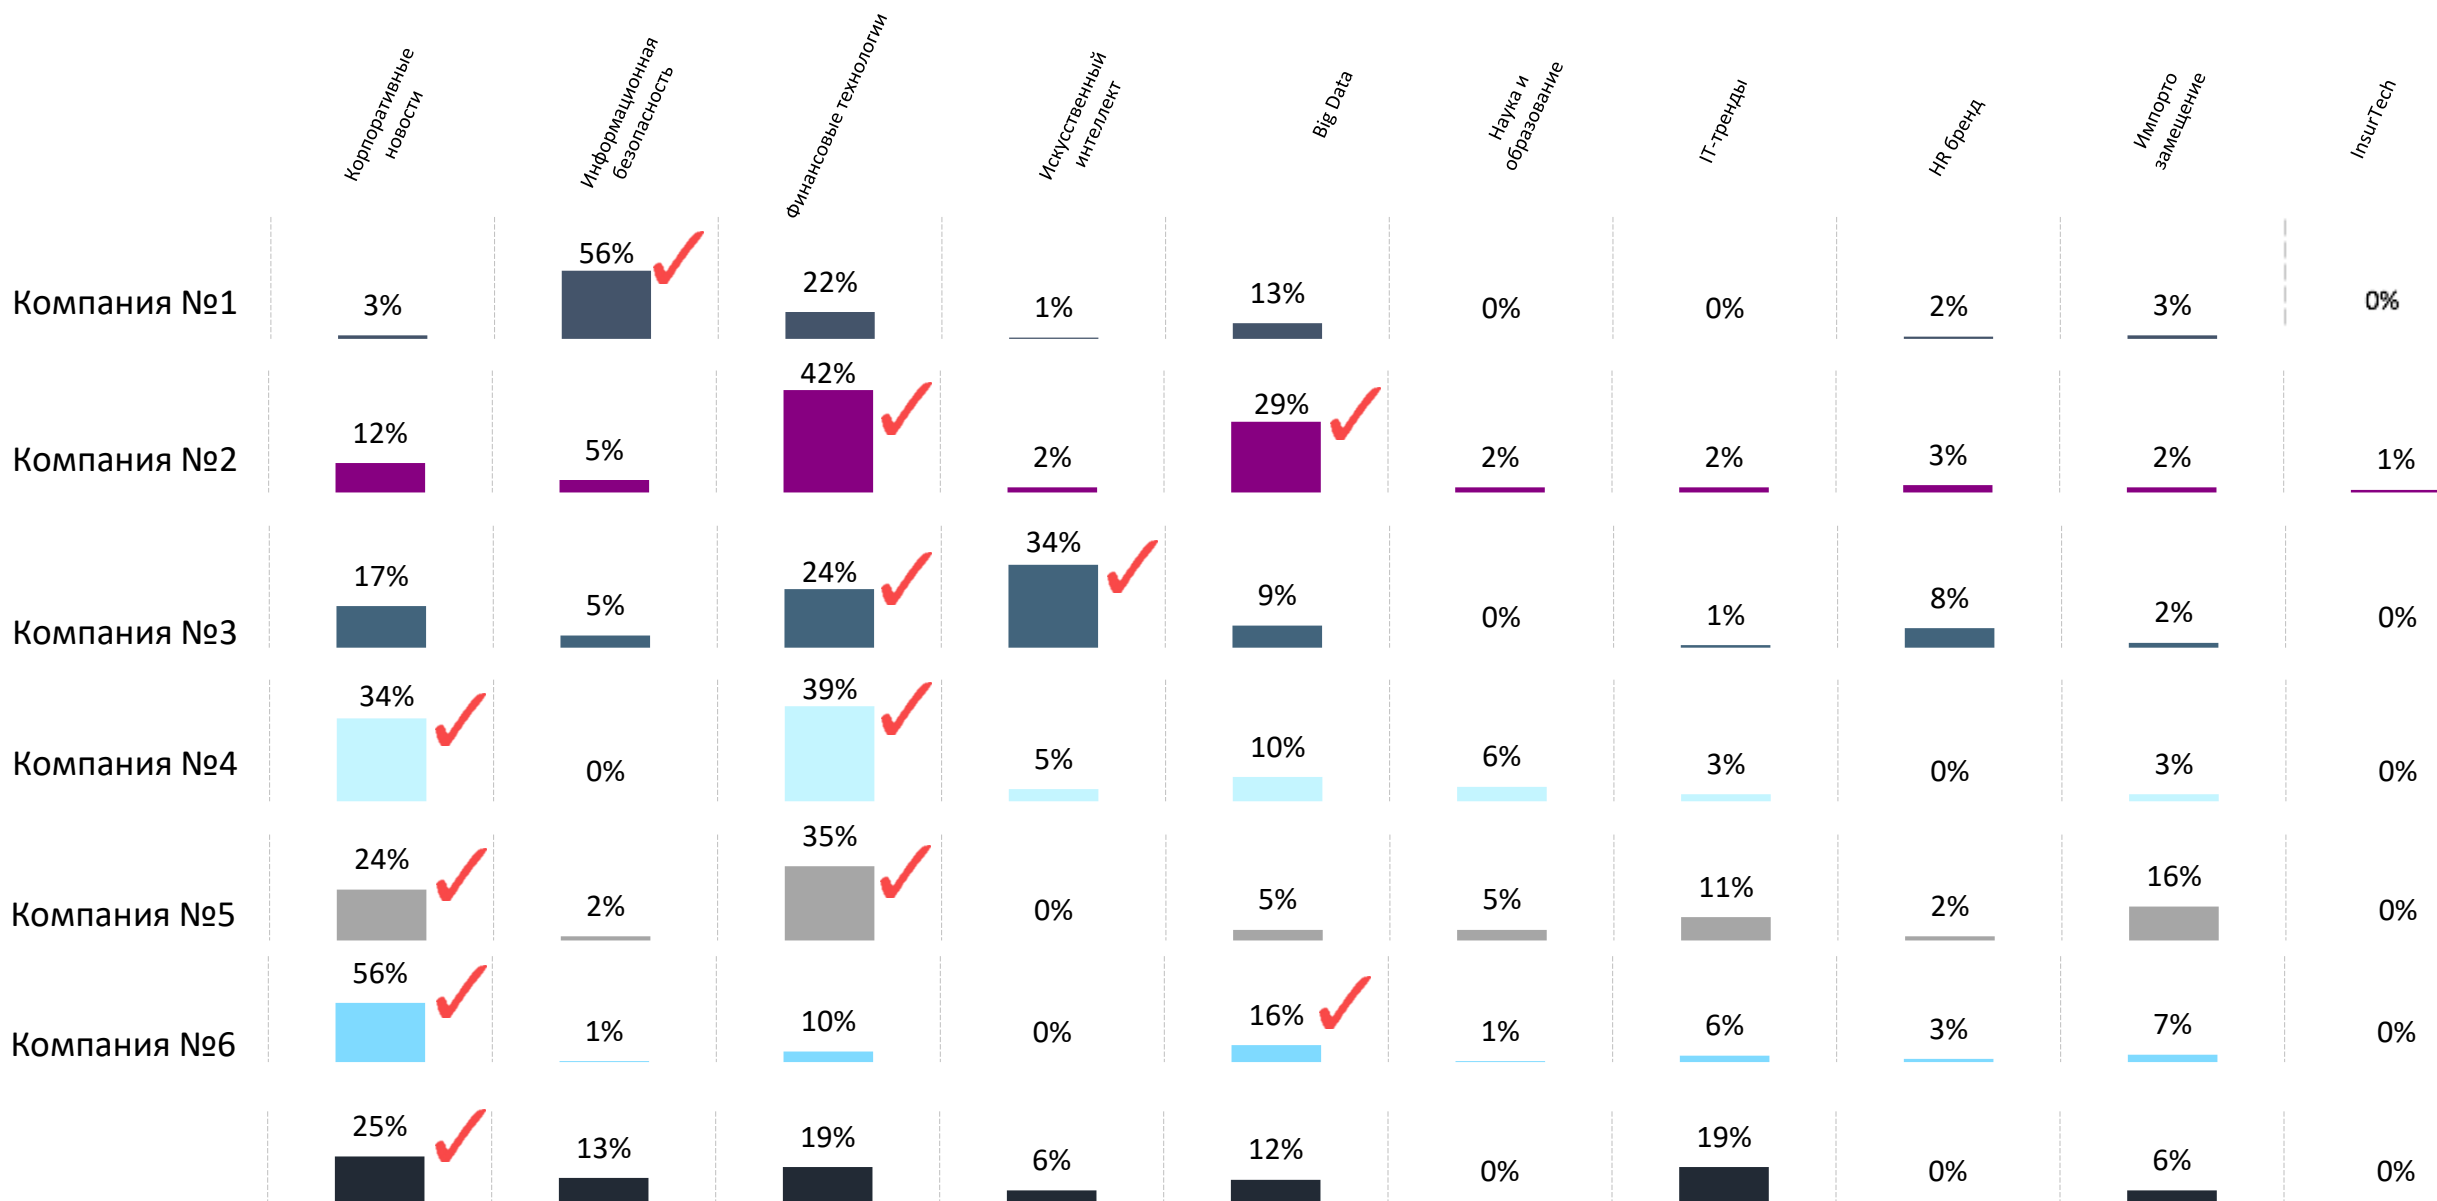 Корпоративные
новости
Информационная
безопасность
Финансовые технологии
Искусственный
интеллект
Big Data
Наука и
образование
IT-тренды
HR бренд
Импорто
замещение
InsurTech
Компания №1 3% 56% 22% 1% 13% 0% 0% 2% 3% 0%
Компания №2 12% 5% 42% 2% 29% 2% 2% 3% 2% 1%
Компания №3 17% 5% 24% 34% 9% 0% 1% 8% 2% 0%
Компания №4 34% 0% 39% 5% 10% 6% 3% 0% 3% 0%
Компания №5 24% 2% 35% 0% 5% 5% 11% 2% 16% 0%
Компания №6 56% 1% 10% 0% 16% 1% 6% 3% 7% 0%
25% 13% 19% 6% 12% 0% 19% 0% 6% 0%